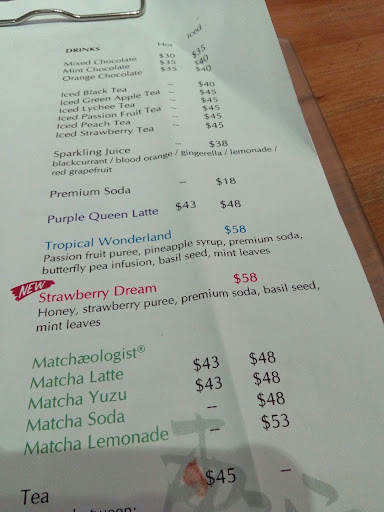 DRINKS Hot Iced
Mixed Chocolate $30 $35
Mint Chocolate $35 $40
Orange Chocolate $35 $40
Iced Black Tea – $40
Iced Green Apple Tea – $45
Iced Lychee Tea – $45
Iced Passion Fruit Tea – $45
Iced Peach Tea – $45
Iced Strawberry Tea – $45
Sparkling Juice – $38
blackcurrant / blood orange / gingerella / lemonade /
red grapefruit
Premium Soda – $18
Purple Queen Latte $43 $48
Tropical Wonderland $58
Passion fruit puree, pineapple syrup, premium soda,
butterfly pea infusion, basil seed, mint leaves
NEW
Strawberry Dream $58
Honey, strawberry puree, premium soda, basil seed,
mint leaves
Matchæologist®
Matcha Latte $43 $48
Matcha Yuzu $43 $48
Matcha Soda – $48
Matcha Lemonade – $53
Tea $45 –
between: